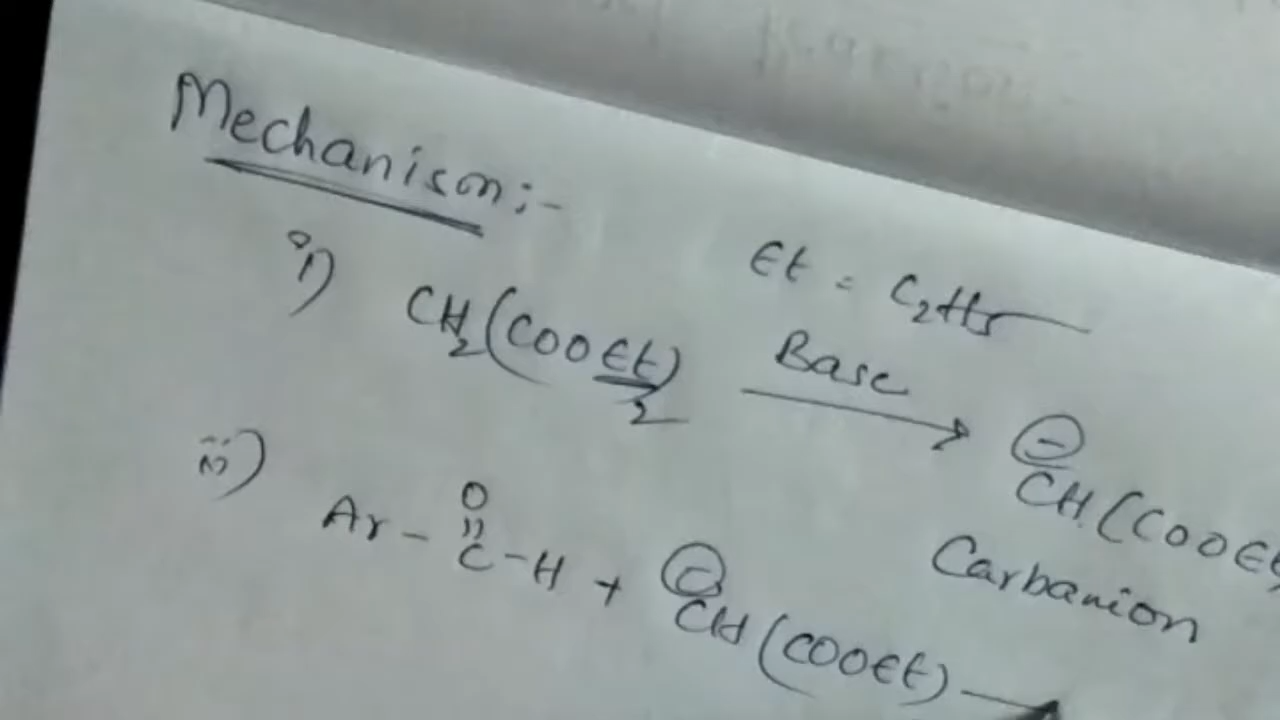 Mechanism:-
Et = C2H5
i) CH2(COOEt)2 Base → ⊖CH(COOEt)
Carbanion
ii) Ar-C(=O)-H + ⊖CH(COOEt) →